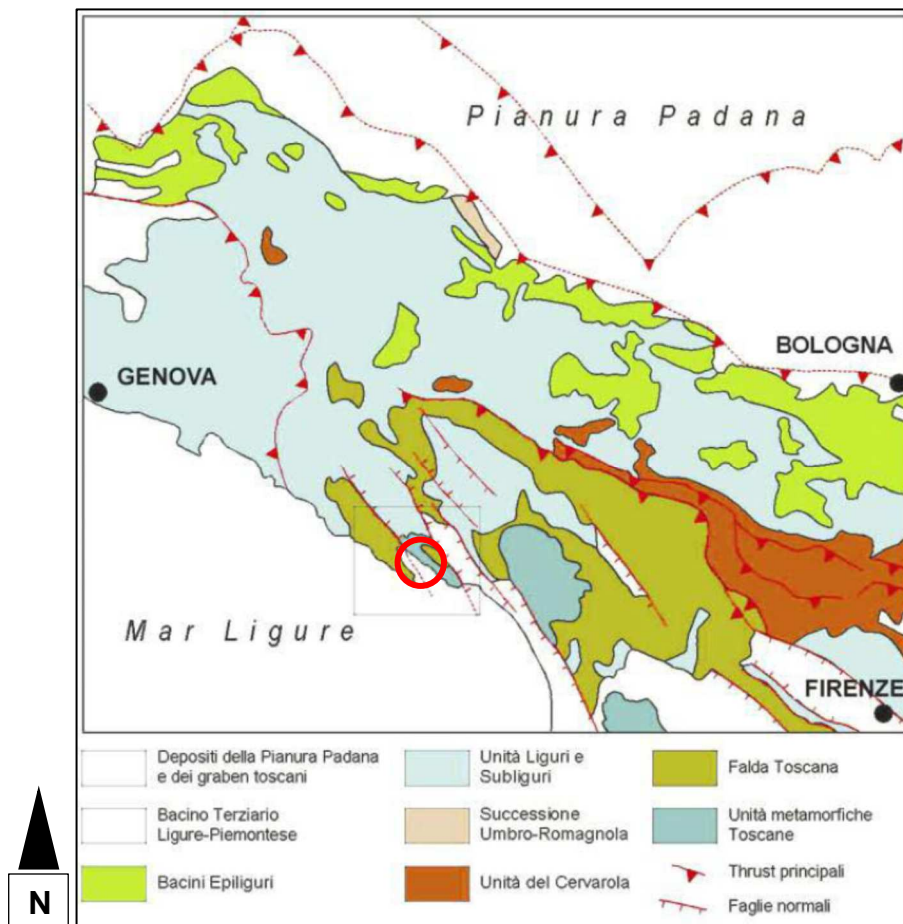 Pianura Padana
BOLOGNA
GENOVA
Mar Ligure
FIRENZE
Depositi della Pianura Padana
e dei graben toscani
Unità Liguri e
Subliguri
Falda Toscana
Bacino Terziario
Ligure-Piemontese
Successione
Umbro-Romagnola
Unità metamorfiche
Toscane
Bacini Epiliguri
Unità del Cervarola
Thrust principali
Faglie normali
N